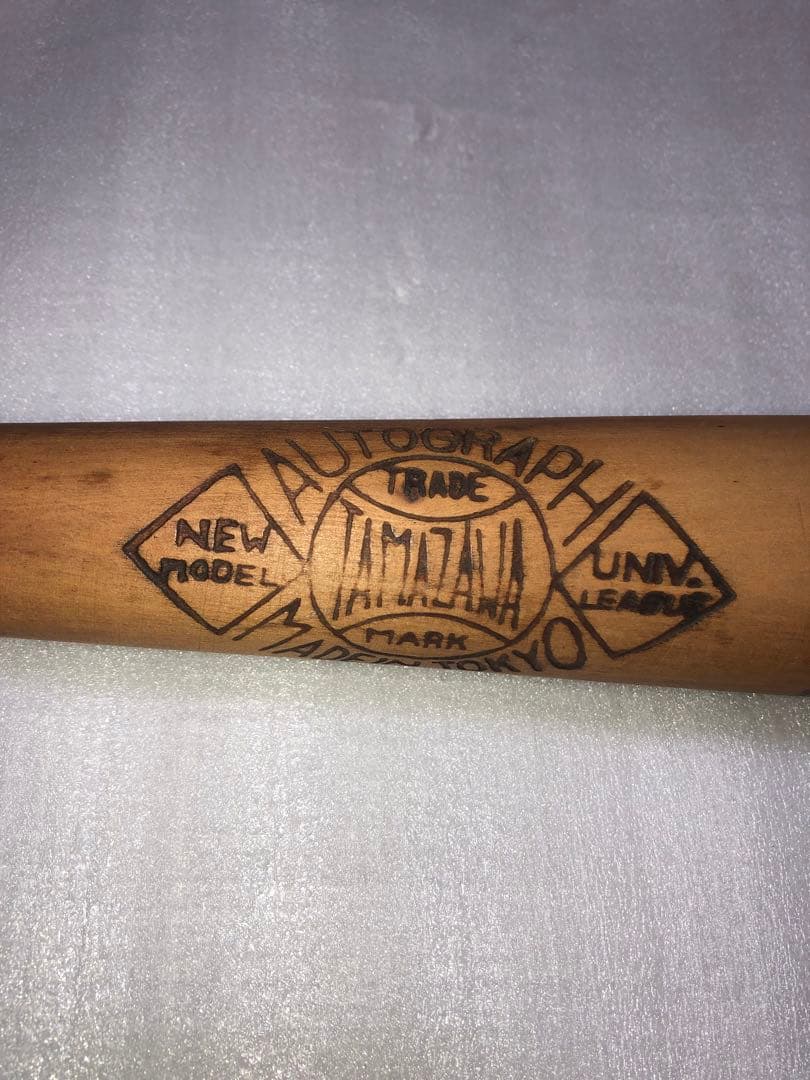 AUTOGRAPH
TRADE
NEW
MODEL
TAMAZAWA
UNIV.
LEAGUE
MARK
MADE IN TOKYO